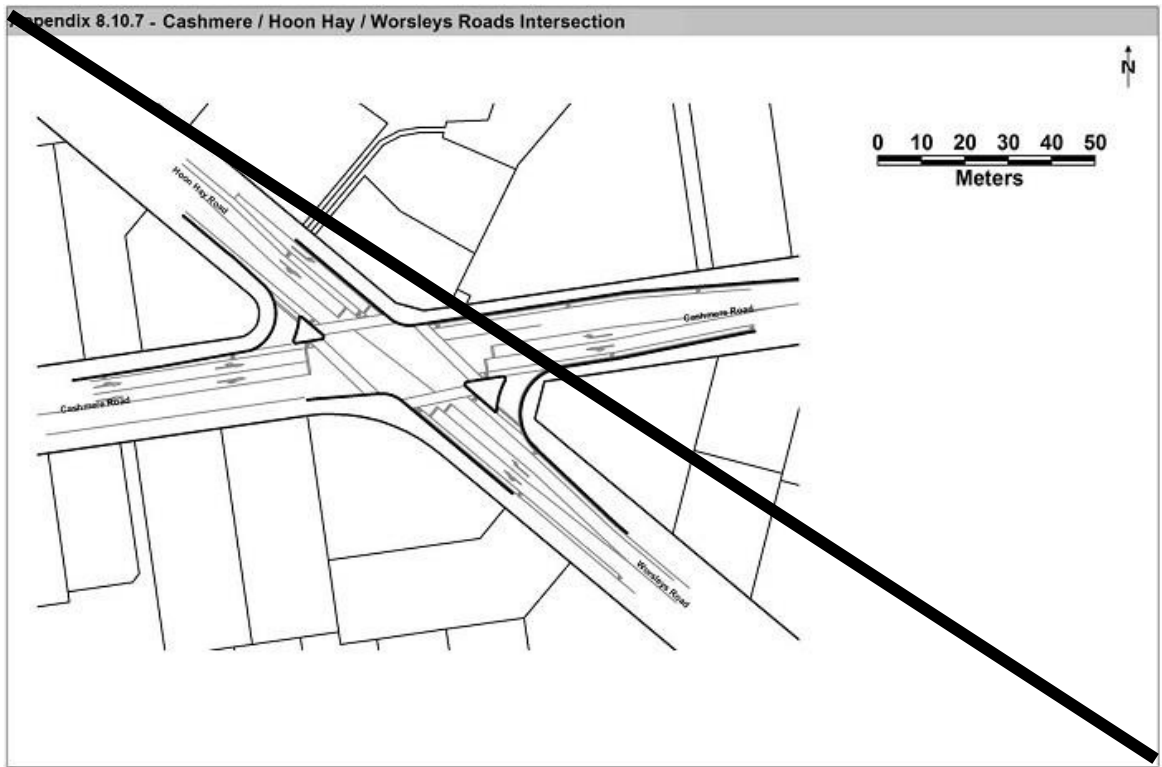 Appendix 8.10.7 - Cashmere / Hoon Hay / Worsleys Roads Intersection
N
0 10 20 30 40 50
Meters
Hoon Hay Road
Cashmere Road
Cashmere Road
Worsleys Road